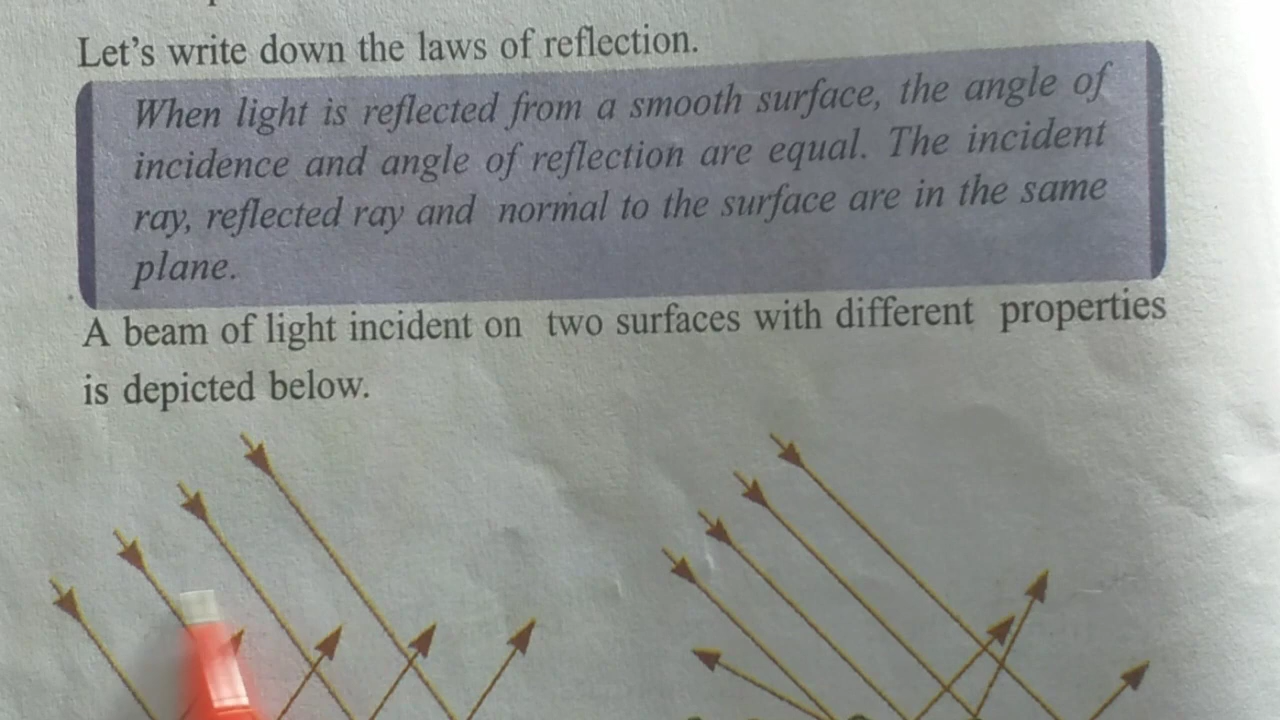 Let's write down the laws of reflection.
When light is reflected from a smooth surface, the angle of
incidence and angle of reflection are equal. The incident
ray, reflected ray and normal to the surface are in the same
plane.
A beam of light incident on two surfaces with different properties
is depicted below.